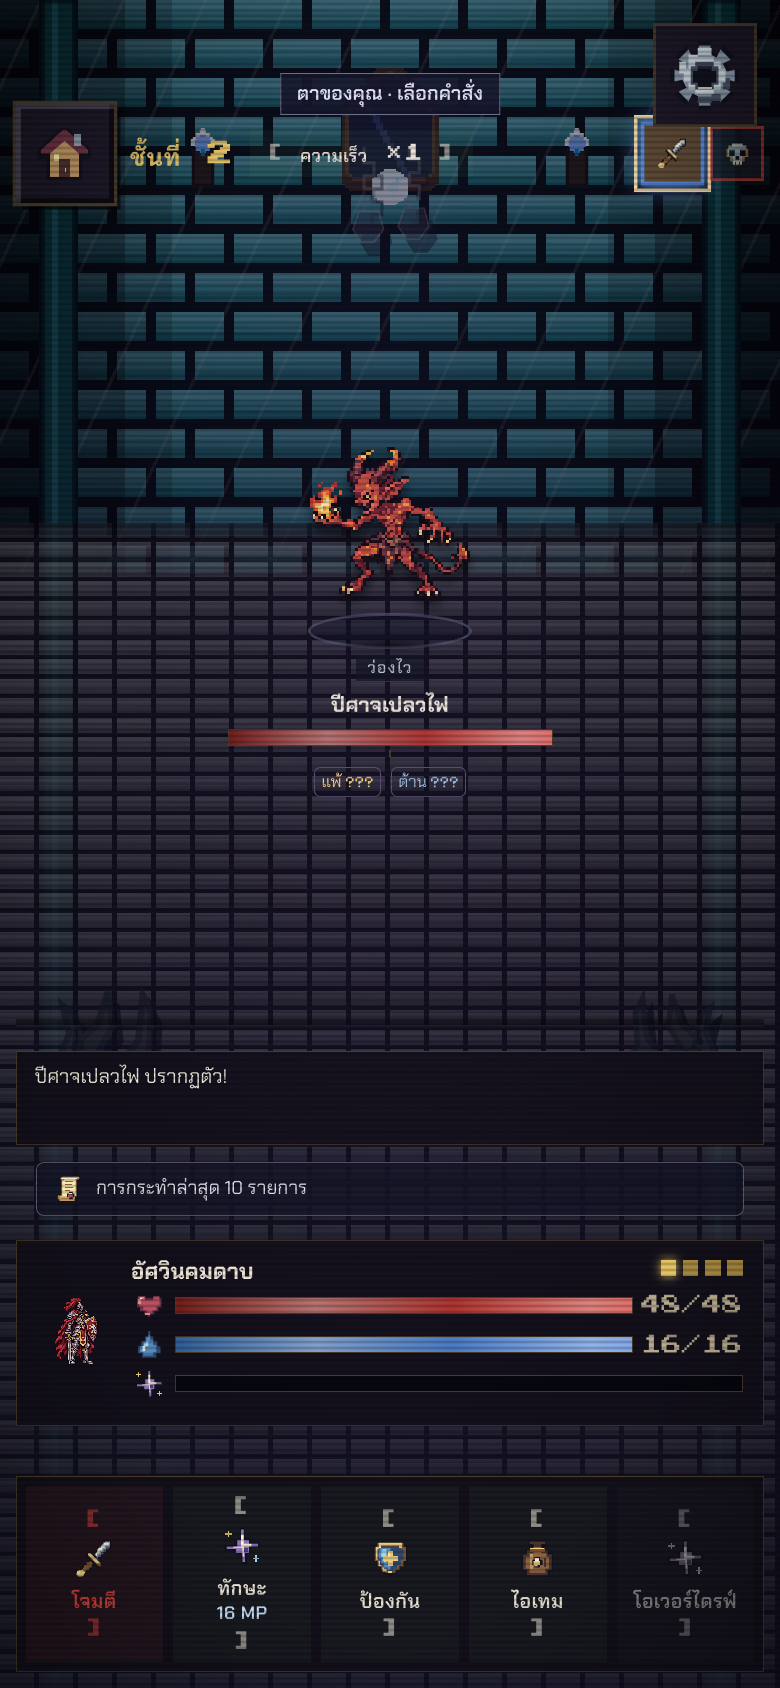 ตาของคุณ · เลือกคำสั่ง
ชั้นที่ 2 [ ความเร็ว ×1 ]
ว่องไว
ปีศาจเปลวไฟ
แพ้ ??? ต้าน ???
ปีศาจเปลวไฟ ปรากฏตัว!
การกระทำล่าสุด 10 รายการ
อัศวินคมดาบ
48/48
16/16
[ โจมตี ]
[ ทักษะ 16 MP ]
[ ป้องกัน ]
[ ไอเทม ]
[ โอเวอร์ไดรฟ์ ]